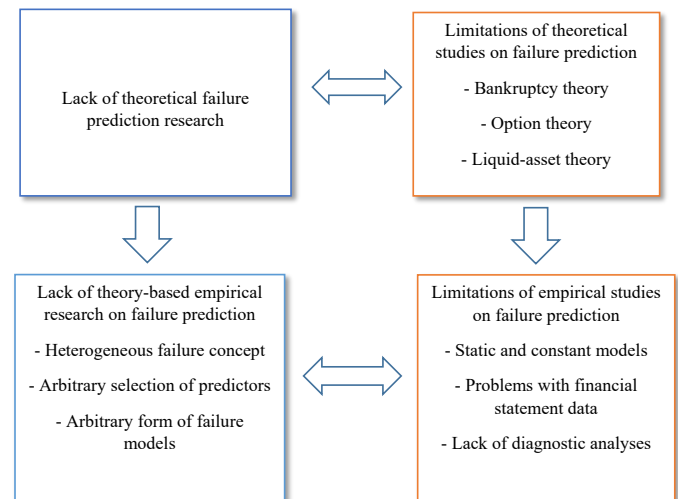 Lack of theoretical failure
prediction research
Limitations of theoretical
studies on failure prediction
- Bankruptcy theory
- Option theory
- Liquid-asset theory
Lack of theory-based empirical
research on failure prediction
- Heterogeneous failure concept
- Arbitrary selection of predictors
- Arbitrary form of failure
models
Limitations of empirical studies
on failure prediction
- Static and constant models
- Problems with financial
statement data
- Lack of diagnostic analyses